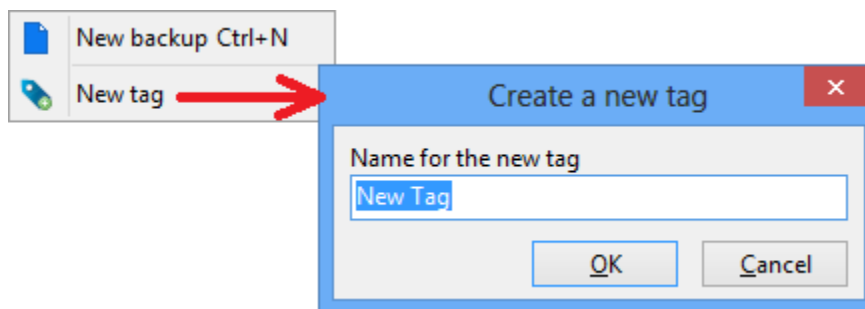 New backup Ctrl+N
New tag
Create a new tag
Name for the new tag
New Tag
OK
Cancel